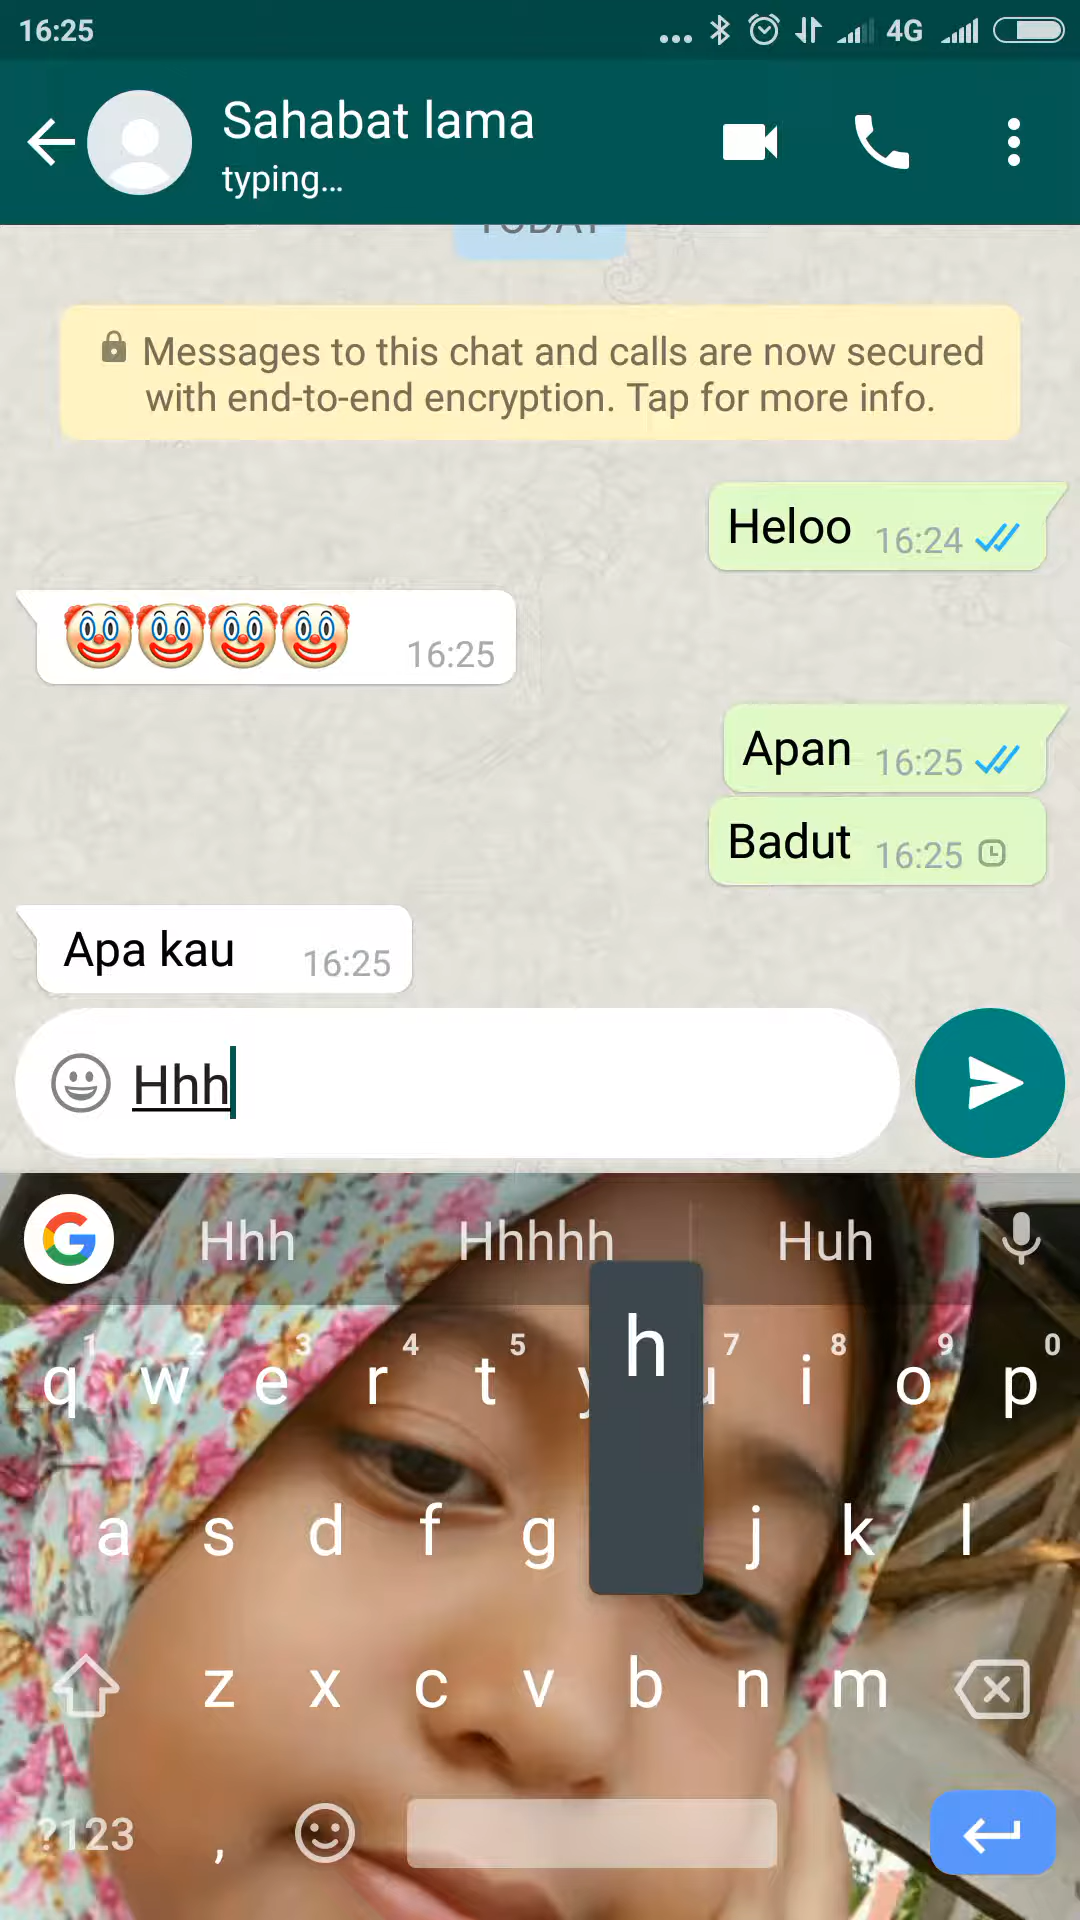 16:25 4G
Sahabat lama
typing...
TODAY
Messages to this chat and calls are now secured
with end-to-end encryption. Tap for more info.
Heloo 16:24
16:25
Apan 16:25
Badut 16:25
Apa kau 16:25
Hhh
Hhh Hhhhh Huh
1 2 3 4 5 7 8 9 0
q w e r t y h u i o p
a s d f g j k l
z x c v b n m
?123 ,